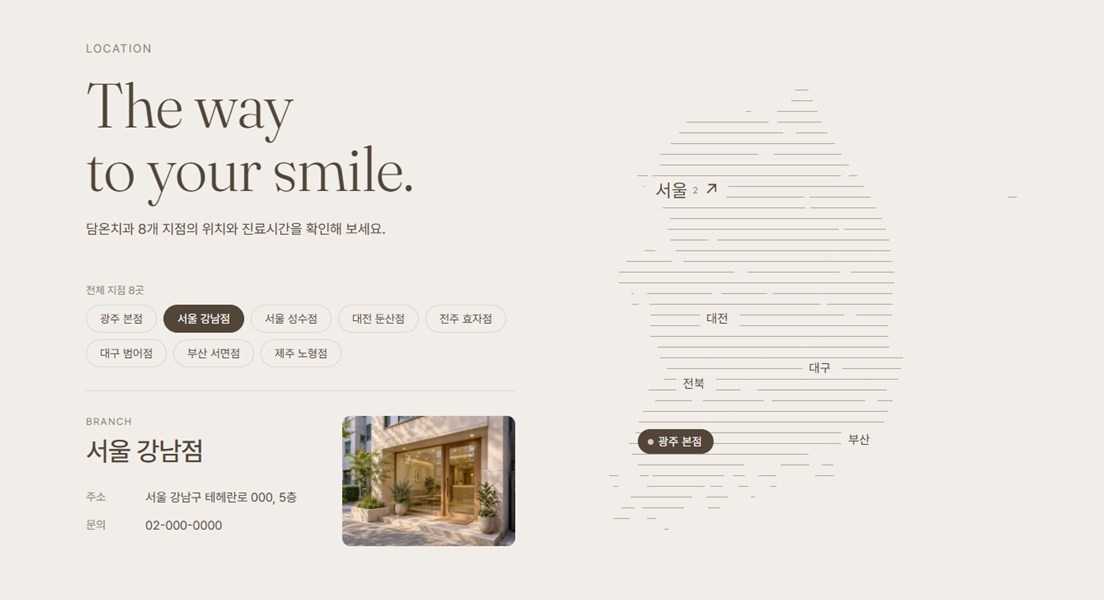 LOCATION
The way
to your smile.
담온치과 8개 지점의 위치와 진료시간을 확인해 보세요.
전체 지점 8곳
광주 본점 서울 강남점 서울 성수점 대전 둔산점 전주 효자점
대구 범어점 부산 서면점 제주 노형점
BRANCH
서울 강남점
주소 서울 강남구 테헤란로 000, 5층
문의 02-000-0000
서울 2 ↗
대전
대구
전북
광주 본점
부산